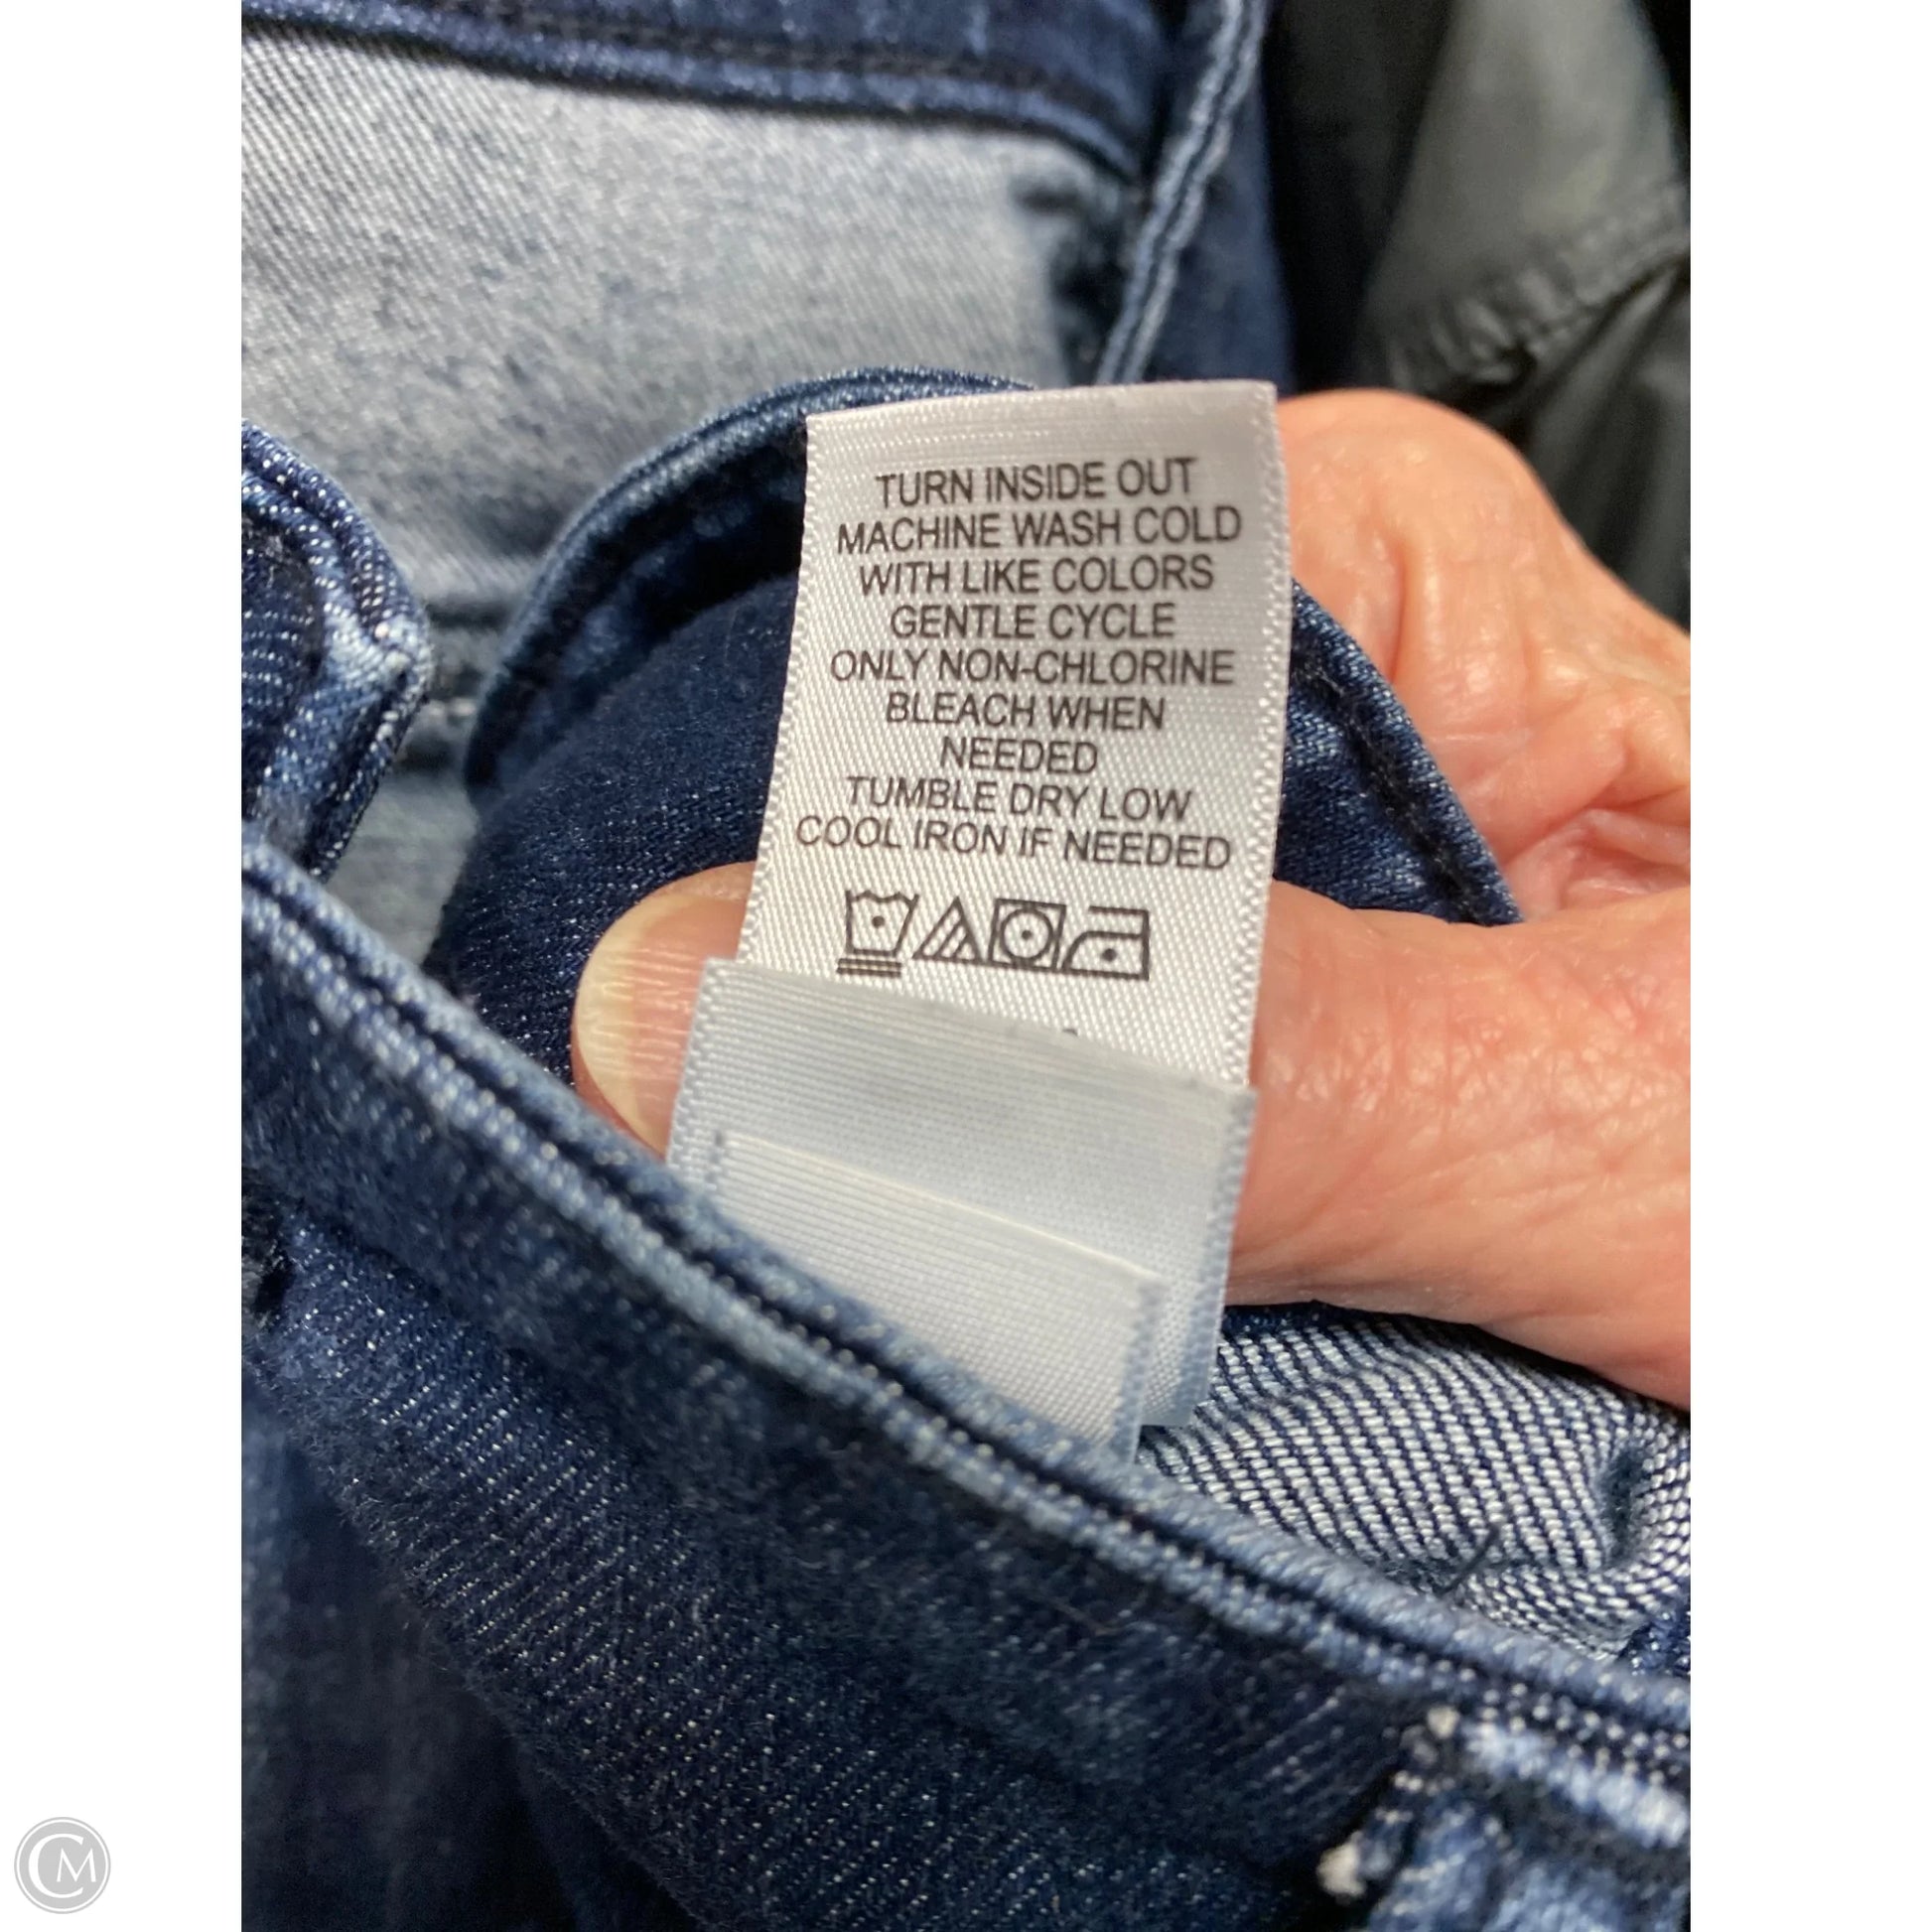 TURN INSIDE OUT
MACHINE WASH COLD
WITH LIKE COLORS
GENTLE CYCLE
ONLY NON-CHLORINE
BLEACH WHEN
NEEDED
TUMBLE DRY LOW
COOL IRON IF NEEDED
CM